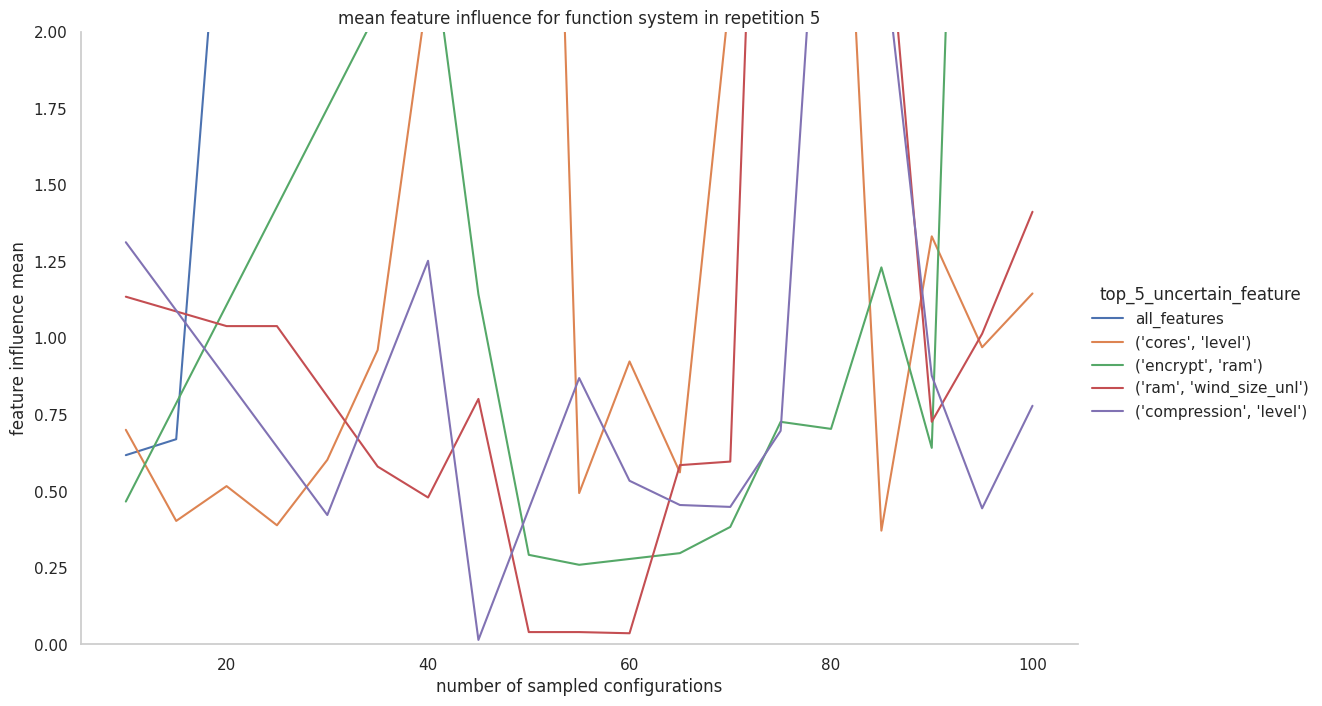 mean feature influence for function system in repetition 5
2.00
1.75
1.50
1.25
1.00
0.75
0.50
0.25
0.00
feature influence mean
20
40
60
80
100
number of sampled configurations
top_5_uncertain_feature
all_features
('cores', 'level')
('encrypt', 'ram')
('ram', 'wind_size_unl')
('compression', 'level')